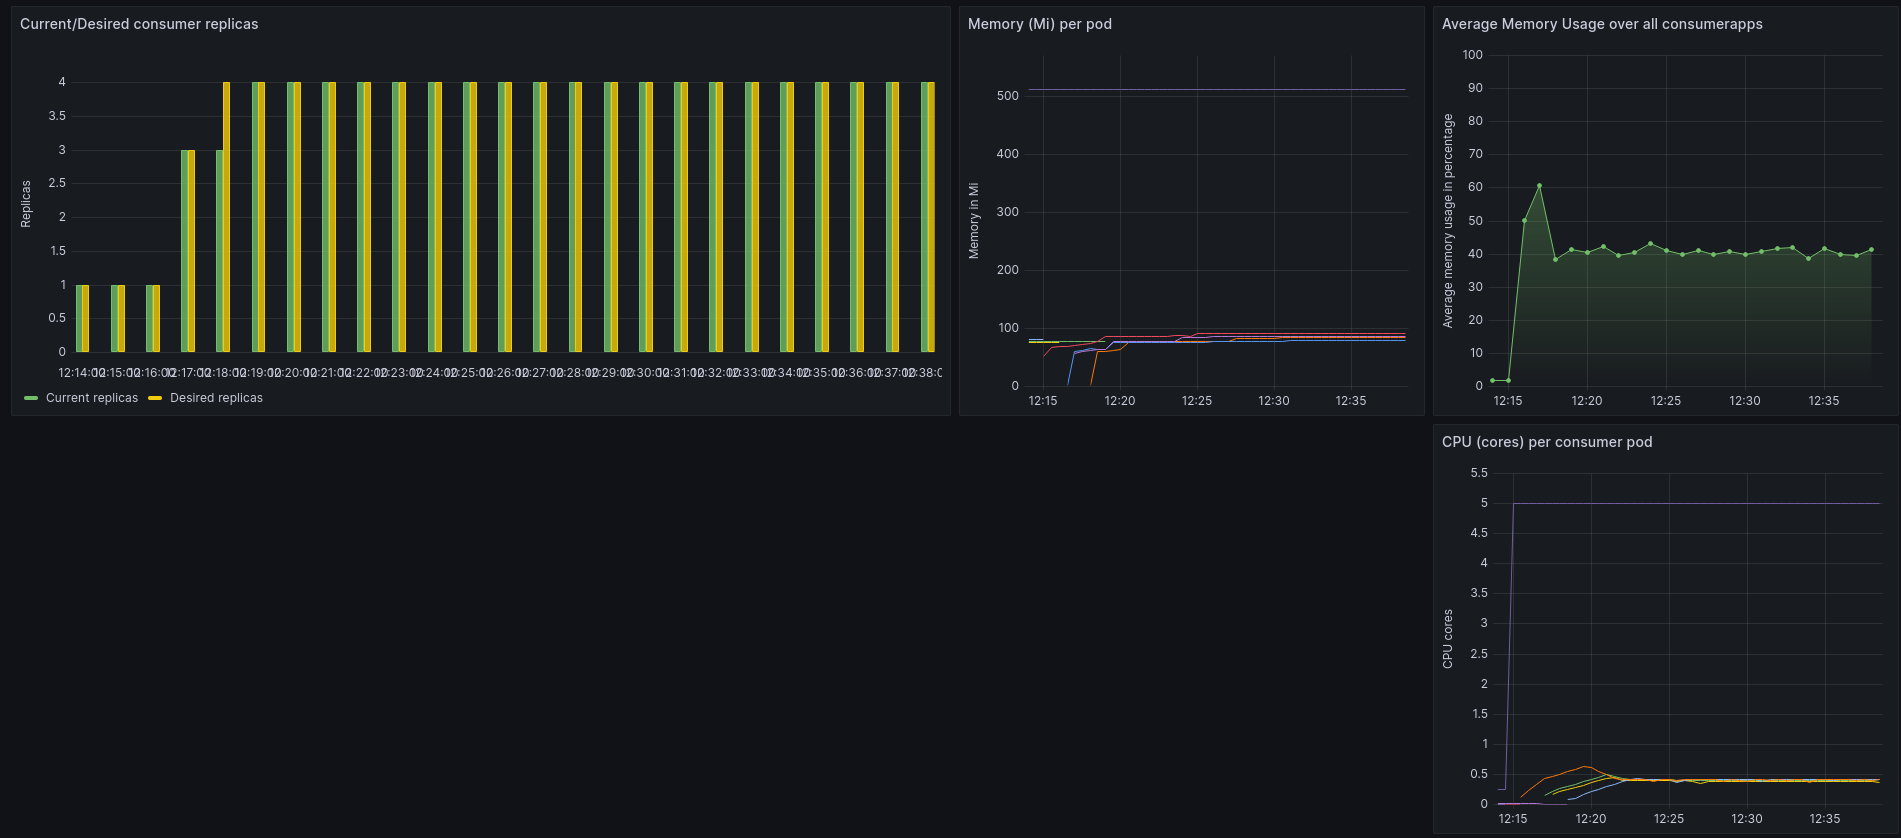 Current/Desired consumer replicas
Replicas
4
3.5
3
2.5
2
1.5
1
0.5
0
12:14:00 12:15:00 12:16:00 12:17:00 12:18:00 12:19:00 12:20:00 12:21:00 12:22:00 12:23:00 12:24:00 12:25:00 12:26:00 12:27:00 12:28:00 12:29:00 12:30:00 12:31:00 12:32:00 12:33:00 12:34:00 12:35:00 12:36:00 12:37:00 12:38:0
Current replicas Desired replicas
Memory (Mi) per pod
Memory in Mi
500
400
300
200
100
0
12:15 12:20 12:25 12:30 12:35
Average Memory Usage over all consumerapps
Average memory usage in percentage
100
90
80
70
60
50
40
30
20
10
0
12:15 12:20 12:25 12:30 12:35
CPU (cores) per consumer pod
CPU cores
5.5
5
4.5
4
3.5
3
2.5
2
1.5
1
0.5
0
12:15 12:20 12:25 12:30 12:35